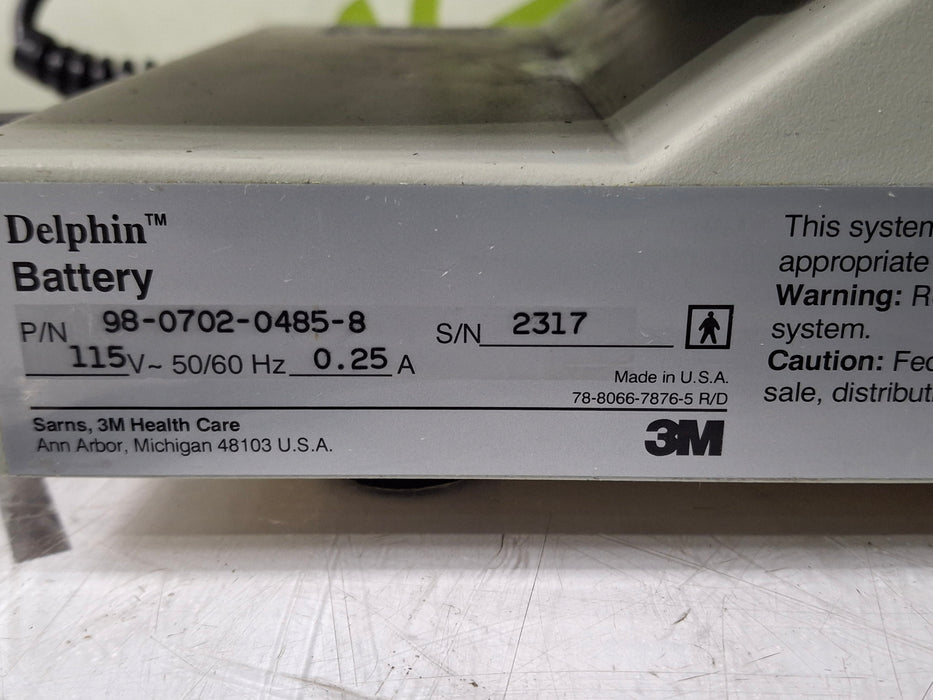 Delphin™
Battery
P/N 98-0702-0485-8 S/N 2317
115V~ 50/60 Hz 0.25 A
Made in U.S.A.
78-8066-7876-5 R/D
Sarns, 3M Health Care
Ann Arbor, Michigan 48103 U.S.A.
3M
This system
appropriate
Warning:
system.
Caution:
sale,